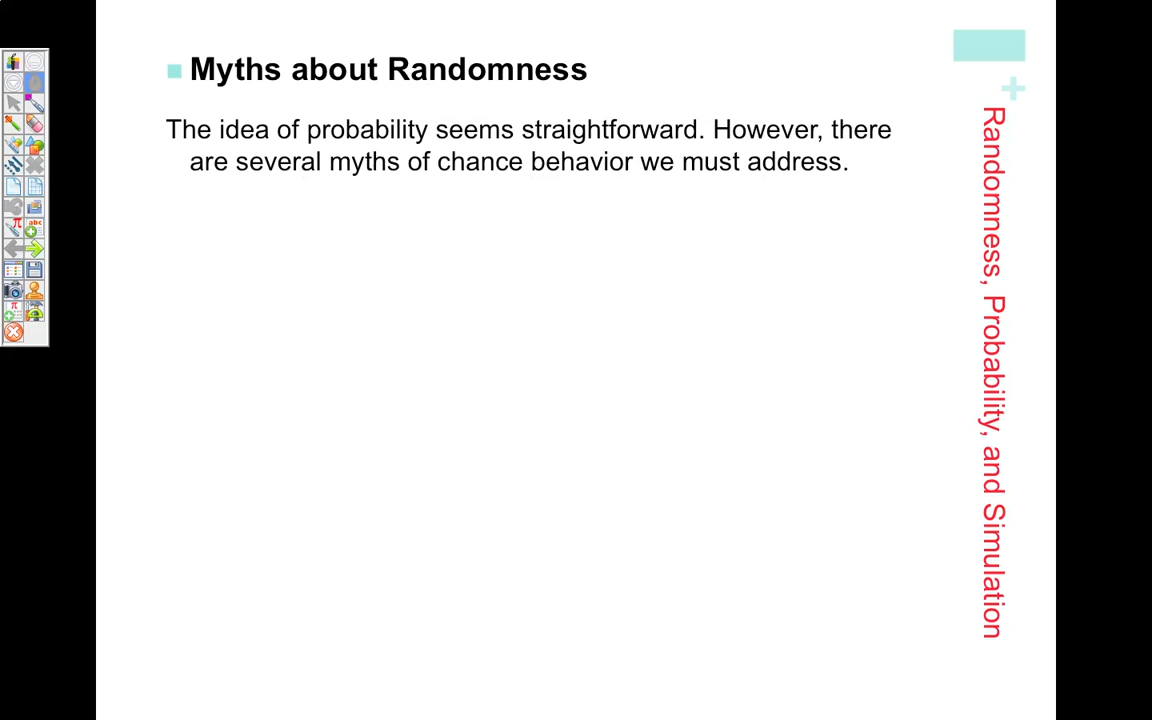 Myths about Randomness
The idea of probability seems straightforward. However, there
are several myths of chance behavior we must address.
+
Randomness, Probability, and Simulation
π
abc
π